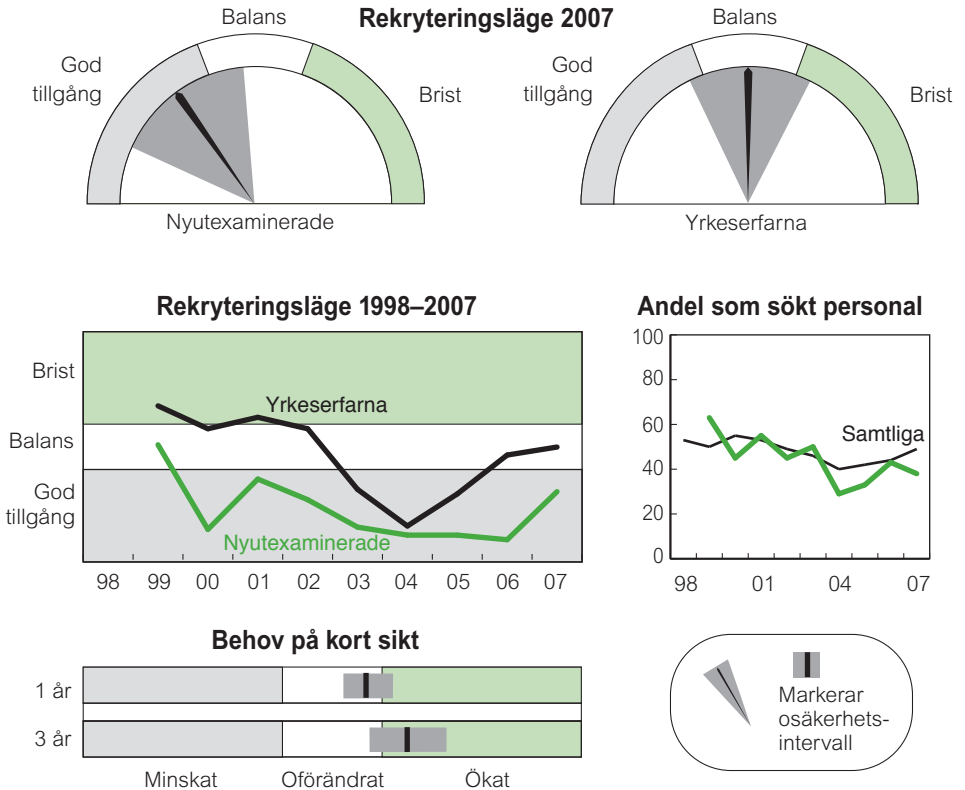 Rekryteringsläge 2007
Balans
God
tillgång
Brist
Nyutexaminerade
Balans
God
tillgång
Brist
Yrkeserfarna
Rekryteringsläge 1998–2007
Brist
Balans
God
tillgång
Yrkeserfarna
Nyutexaminerade
98 99 00 01 02 03 04 05 06 07
Andel som sökt personal
100
80
60
40
20
0
Samtliga
98 01 04 07
Behov på kort sikt
1 år
3 år
Minskat Oförändrat Ökat
Markerar
osäkerhets-
intervall